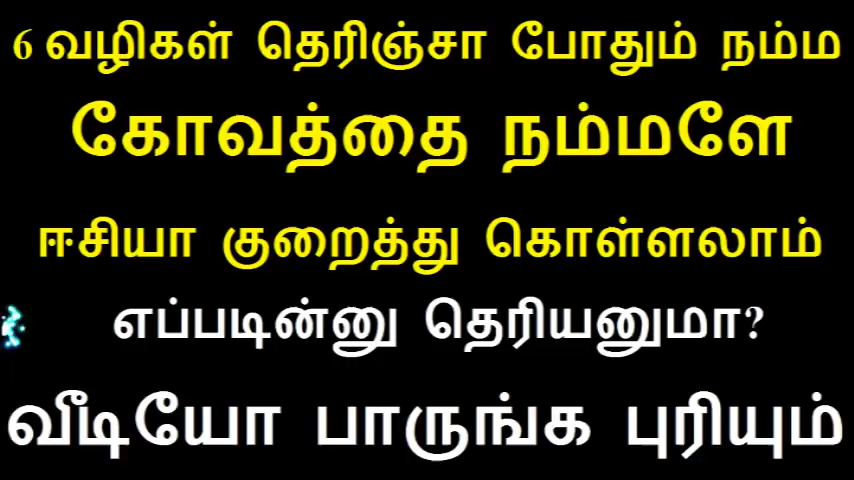 6 வழிகள் தெரிஞ்சா போதும் நம்ம
கோவத்தை நம்மளே
ஈசியா குறைத்து கொள்ளலாம்
எப்படின்னு தெரியனுமா?
வீடியோ பாருங்க புரியும்